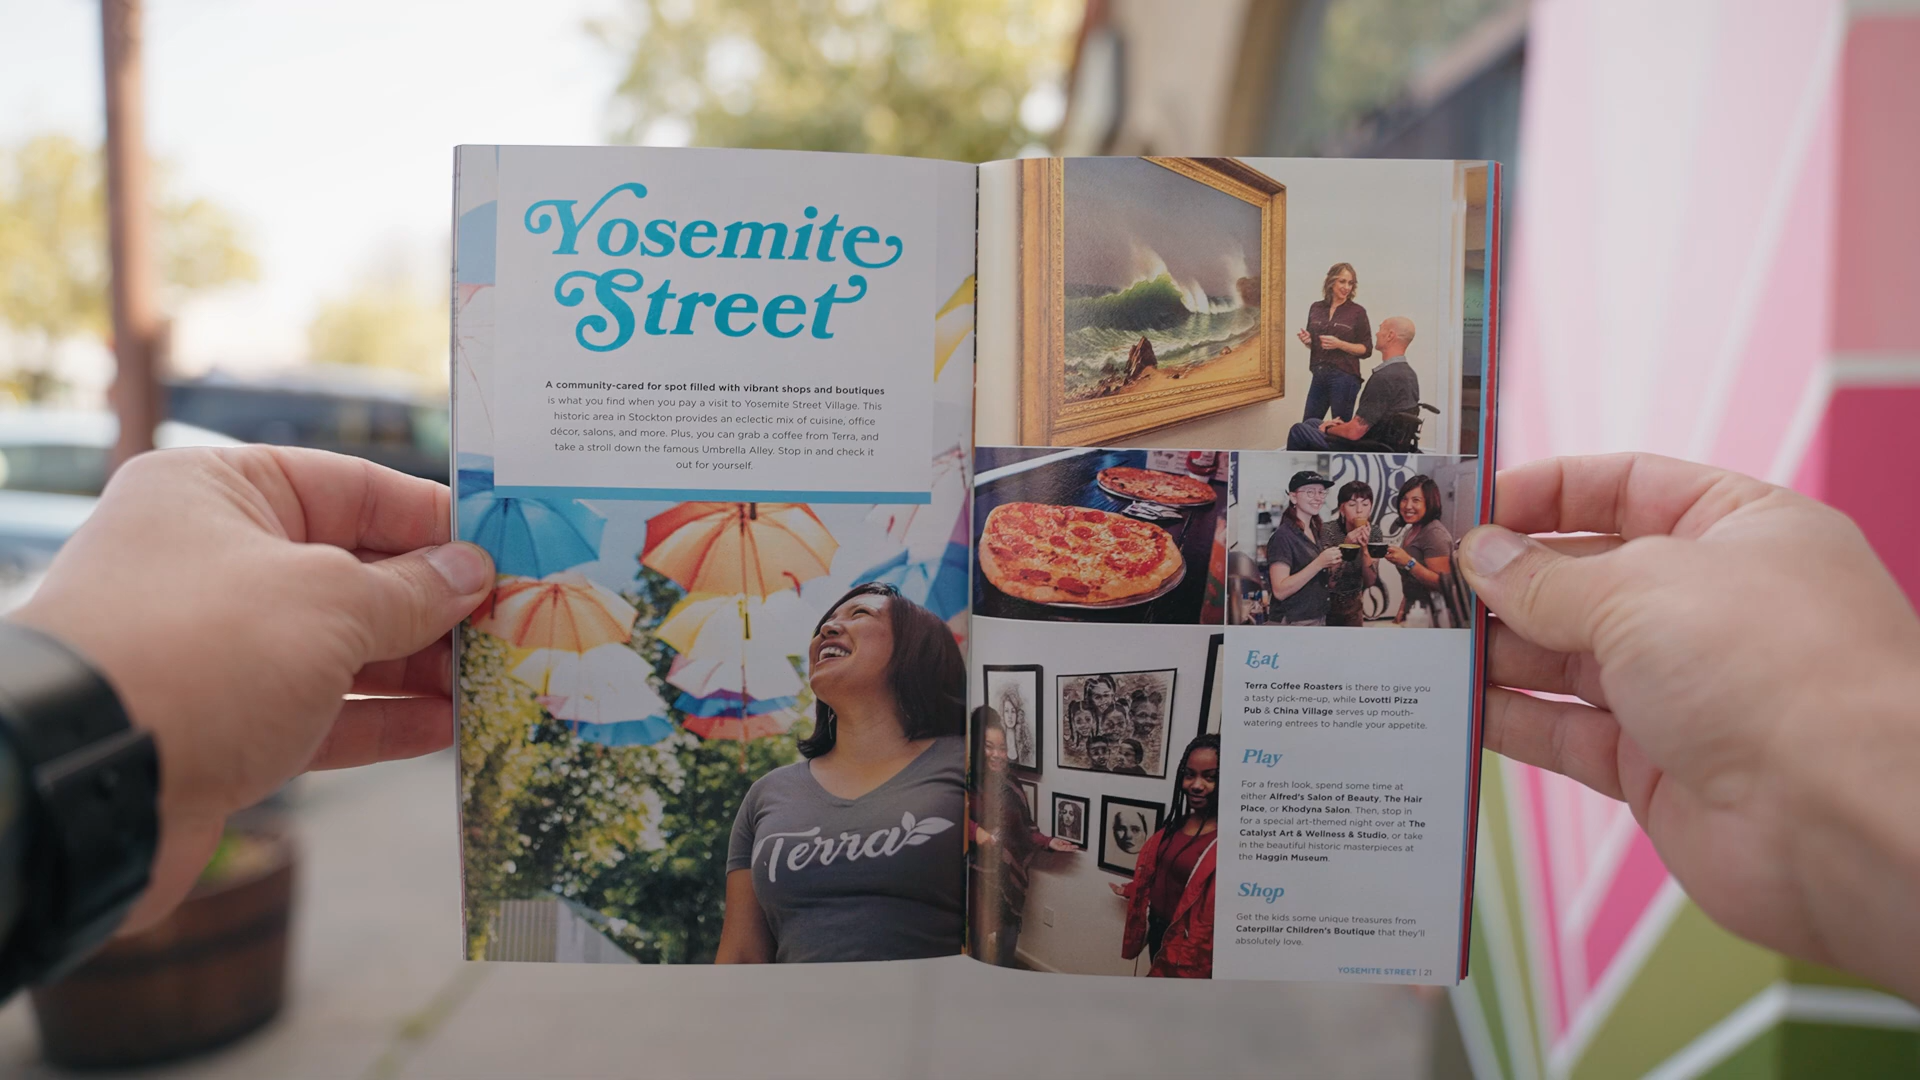 Yosemite
Street
A community-cared for spot filled with vibrant shops and boutiques
is what you find when you pay a visit to Yosemite Street Village. This
historic area in Stockton provides an eclectic mix of cuisine, office
décor, salons, and more. Plus, you can grab a coffee from Terra, and
take a stroll down the famous Umbrella Alley. Stop in and check it
out for yourself.
Terra
Eat
Terra Coffee Roasters is there to give you
a tasty pick-me-up, while Lovotti Pizza
Pub & China Village serves up mouth-
watering entrees to handle your appetite.
Play
For a fresh look, spend some time at
either Alfred's Salon of Beauty, The Hair
Place, or Khodyna Salon. Then, stop in
for a special art-themed night over at The
Catalyst Art & Wellness & Studio, or take
in the beautiful historic masterpieces at
the Haggin Museum.
Shop
Get the kids some unique treasures from
Caterpillar Children's Boutique that they'll
absolutely love.
YOSEMITE STREET | 21